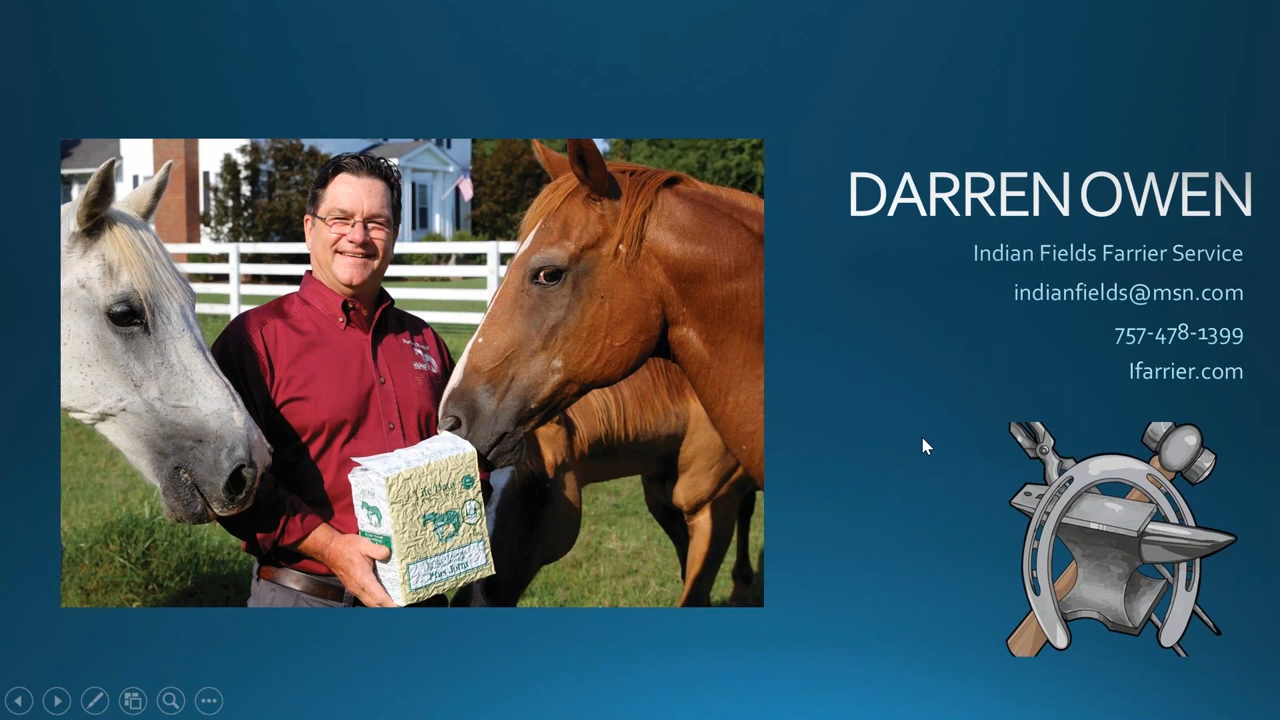 DARREN OWEN
Indian Fields Farrier Service
indianfields@msn.com
757-478-1399
Ifarrier.com